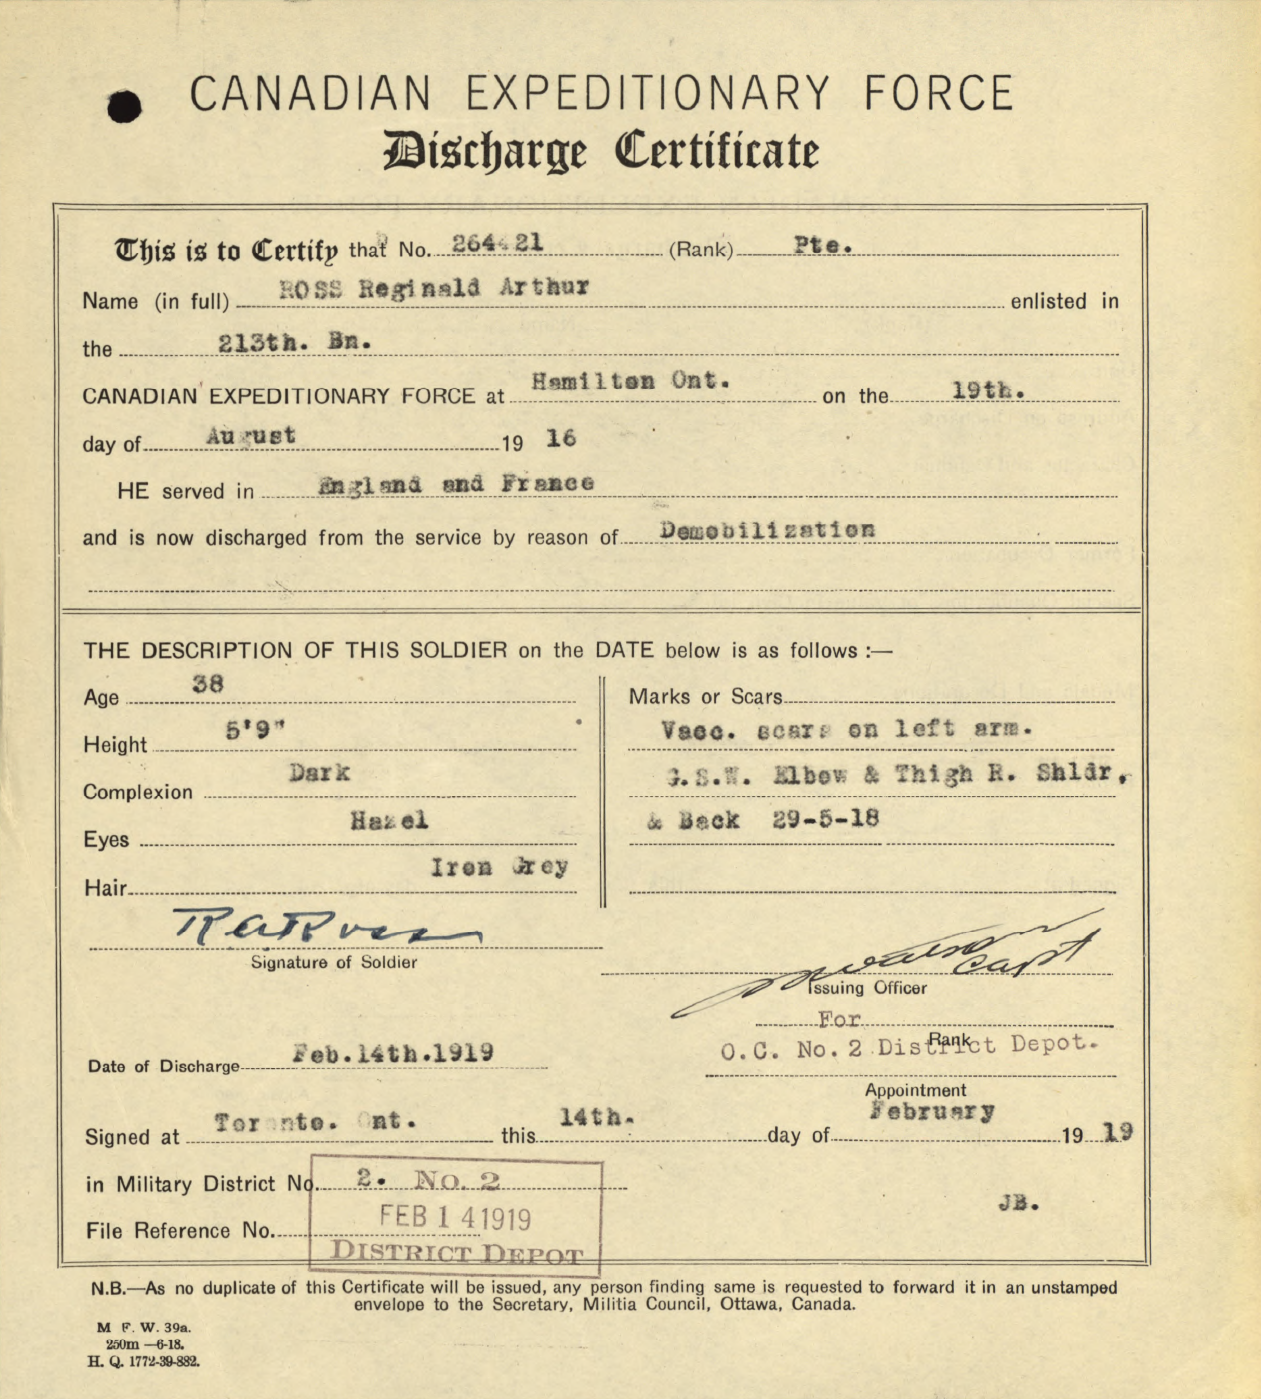 CANADIAN EXPEDITIONARY FORCE
Discharge Certificate
This is to Certify that No. 264421 (Rank) Pte.
Name (in full) ROSS Reginald Arthur enlisted in
the 213th. Bn.
CANADIAN EXPEDITIONARY FORCE at Hamilton Ont. on the 19th.
day of August 19 16
HE served in England and France
and is now discharged from the service by reason of Demobilization
THE DESCRIPTION OF THIS SOLDIER on the DATE below is as follows :—
Age 38
Height 5'9"
Complexion Dark
Eyes Hazel
Hair Iron Grey
Marks or Scars
Vacc. scars on left arm.
G.S.W. Elbow & Thigh R. Shldr,
& Back 29-5-18
R A Ross
Signature of Soldier
Capt
Issuing Officer
For
Rank
O.C. No. 2 District Depot.
Appointment
Date of Discharge Feb.14th.1919
Signed at Toronto. Ont. this 14th. day of February 19 19
in Military District No. 2. No. 2
FEB 14 1919
File Reference No.
DISTRICT DEPOT
JB.
N.B.—As no duplicate of this Certificate will be issued, any person finding same is requested to forward it in an unstamped
envelope to the Secretary, Militia Council, Ottawa, Canada.
M F. W. 39a.
250m —6-18.
H. Q. 1772-39-882.